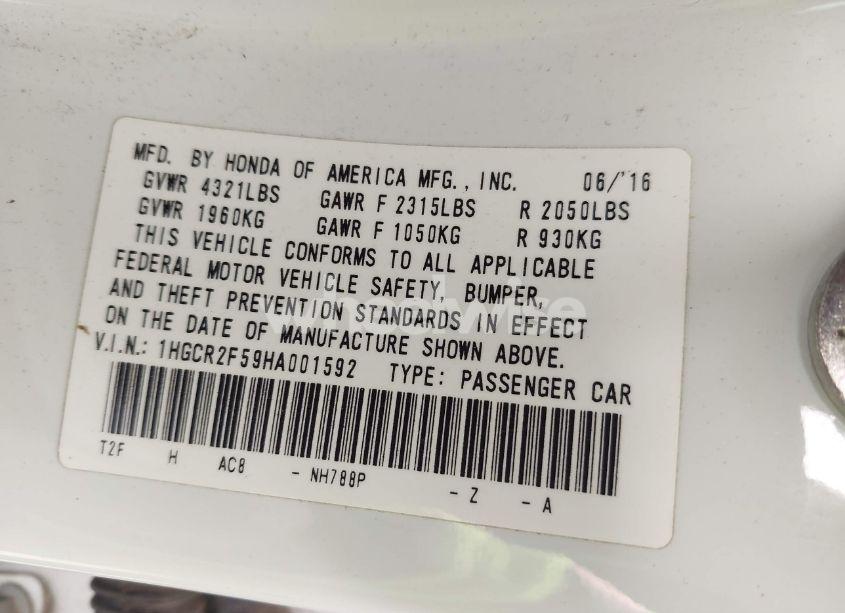 MFD. BY HONDA OF AMERICA MFG., INC. 06/'16
GVWR 4321LBS GAWR F 2315LBS R 2050LBS
GVWR 1960KG GAWR F 1050KG R 930KG
THIS VEHICLE CONFORMS TO ALL APPLICABLE
FEDERAL MOTOR VEHICLE SAFETY, BUMPER,
AND THEFT PREVENTION STANDARDS IN EFFECT
ON THE DATE OF MANUFACTURE SHOWN ABOVE.
V.I.N.: 1HGCR2F59HA001592 TYPE: PASSENGER CAR
T2F H AC8 - NH788P - Z - A